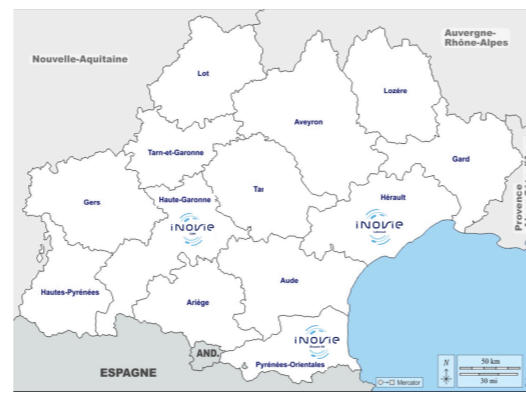 Auvergne-
Rhône-Alpes
Nouvelle-Aquitaine
Lot
Lozère
Aveyron
Tarn-et-Garonne
Gard
Tar
Haute-Garonne
Hérault
Gers
iNOViE
iNOViE
Provence
Aude
Hautes-Pyrénées
Ariège
iNOViE
AND.
Pyrénées-Orientales
ESPAGNE
N
50 km
30 mi
Mercator